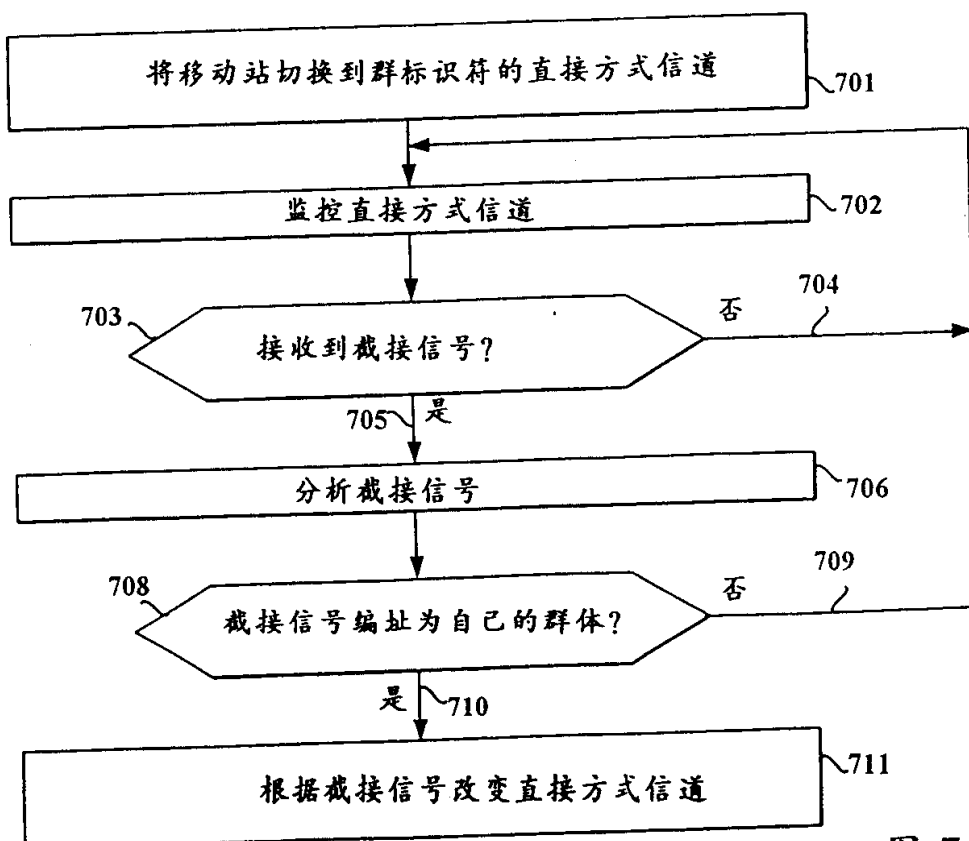 将移动站切换到群标识符的直接方式信道
701
监控直接方式信道
702
703
接收到截接信号?
否
704
705
是
分析截接信号
706
708
截接信号编址为自己的群体?
否
709
是
710
根据截接信号改变直接方式信道
711